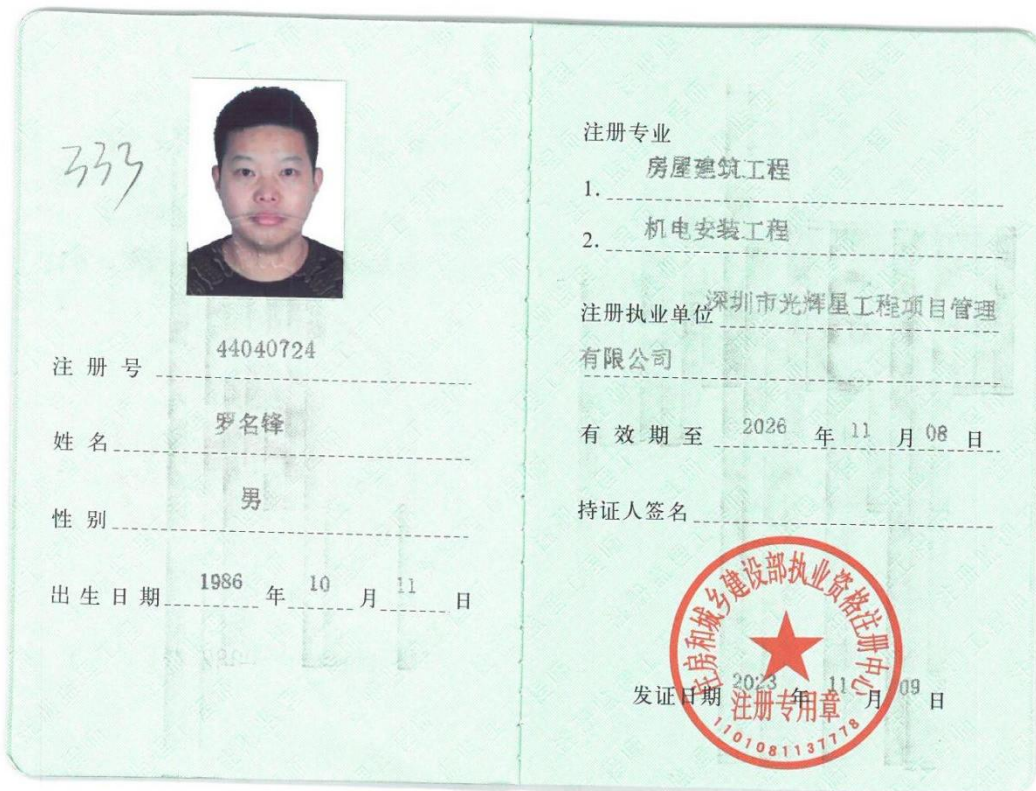 333
注 册 号 44040724
姓 名 罗名锋
性 别 男
出 生 日 期 1986 年 10 月 11 日
注册专业
1. 房屋建筑工程
2. 机电安装工程
注册执业单位 深圳市光辉星工程项目管理
有限公司
有 效 期 至 2026 年 11 月 08 日
持证人签名
住房和城乡建设部执业资格注册中心
发证日期 2023 年 11 月 09 日
注册专用章
1101081137778